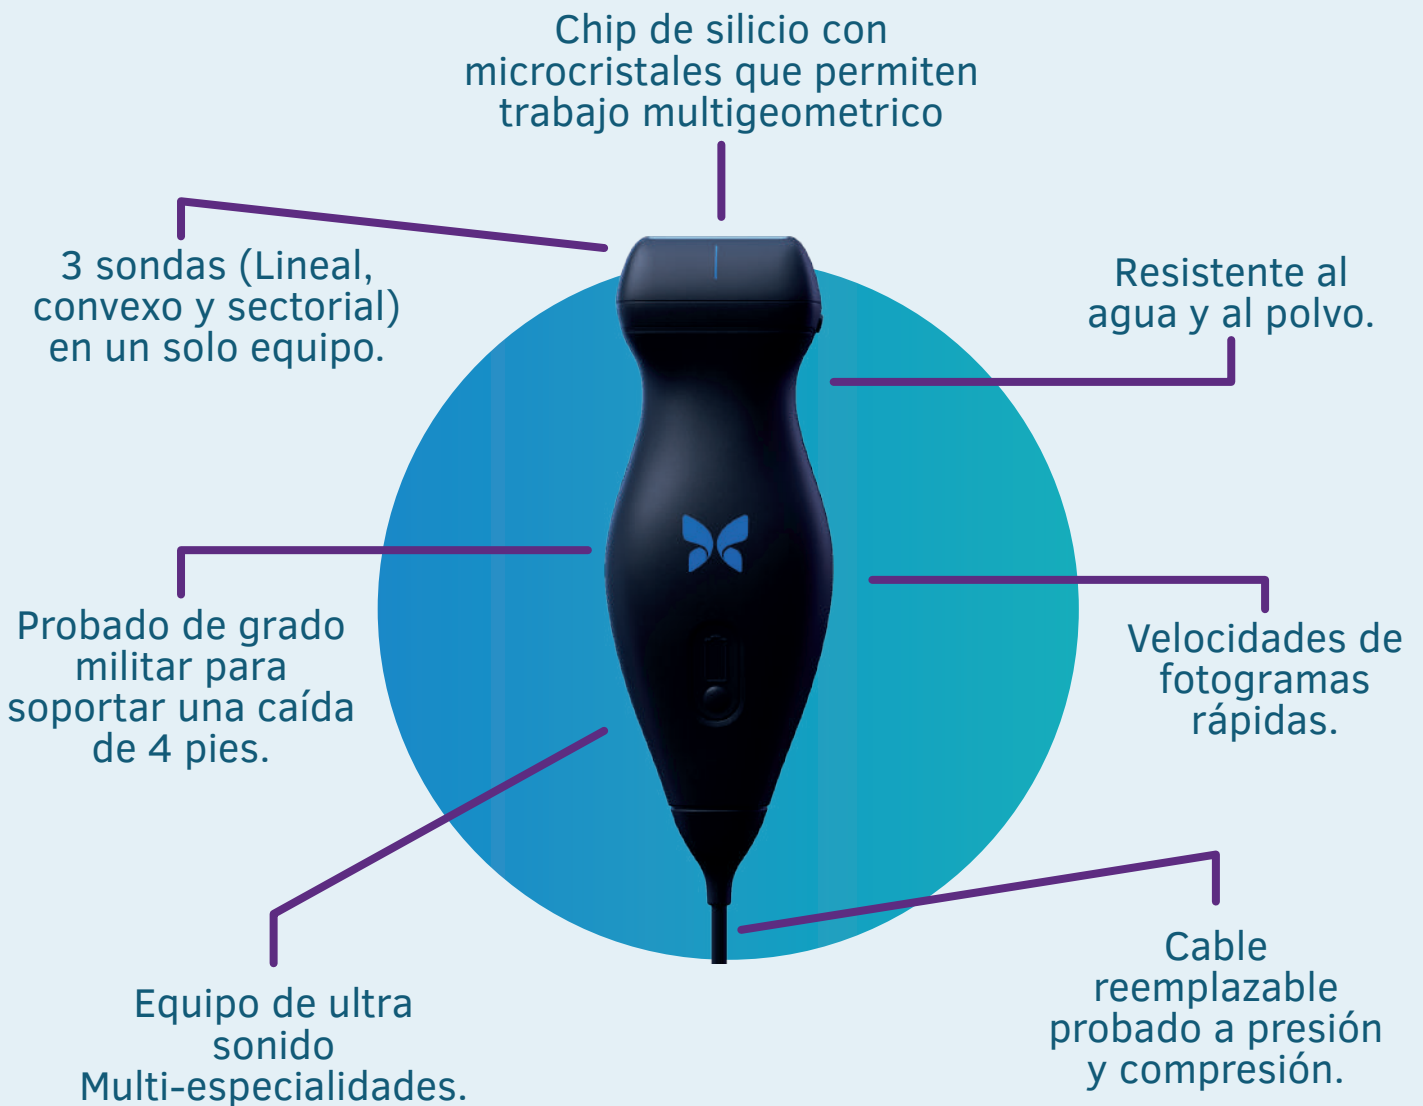 Chip de silicio con
microcristales que permiten
trabajo multigeometrico
3 sondas (Lineal,
convexo y sectorial)
en un solo equipo.
Resistente al
agua y al polvo.
Probado de grado
militar para
soportar una caída
de 4 pies.
Velocidades de
fotogramas
rápidas.
Equipo de ultra
sonido
Multi-especialidades.
Cable
reemplazable
probado a presión
y compresión.